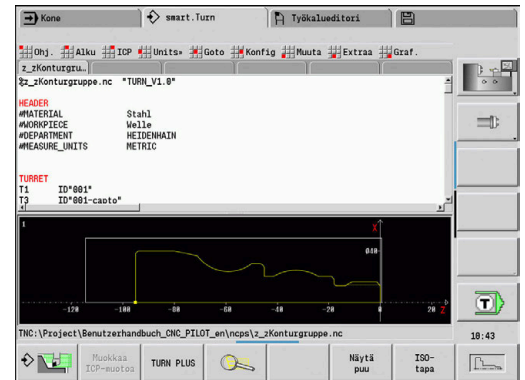 Kone
smart.Turn
Työkalueditori
Ohj. Alku ICP Units» Goto Konfig Muuta Extraa Graf.
z_zKonturgru…
%z_zKonturgruppe.nc "TURN_V1.0"
HEADER
#MATERIAL Stahl
#WORKPIECE Welle
#DEPARTMENT HEIDENHAIN
#MEASURE_UNITS METRIC
TURRET
T1 ID"001"
T3 ID"001-capto"
1
X
Ø40
-120 -100 -80 -60 -40 -20 0 20 Z
T
TNC:\Project\Benutzerhandbuch_CNC_PILOT_en\ncps\z_zKonturgruppe.nc
10:43
Muokkaa ICP-muotoa
TURN PLUS
Näytä puu
ISO-tapa